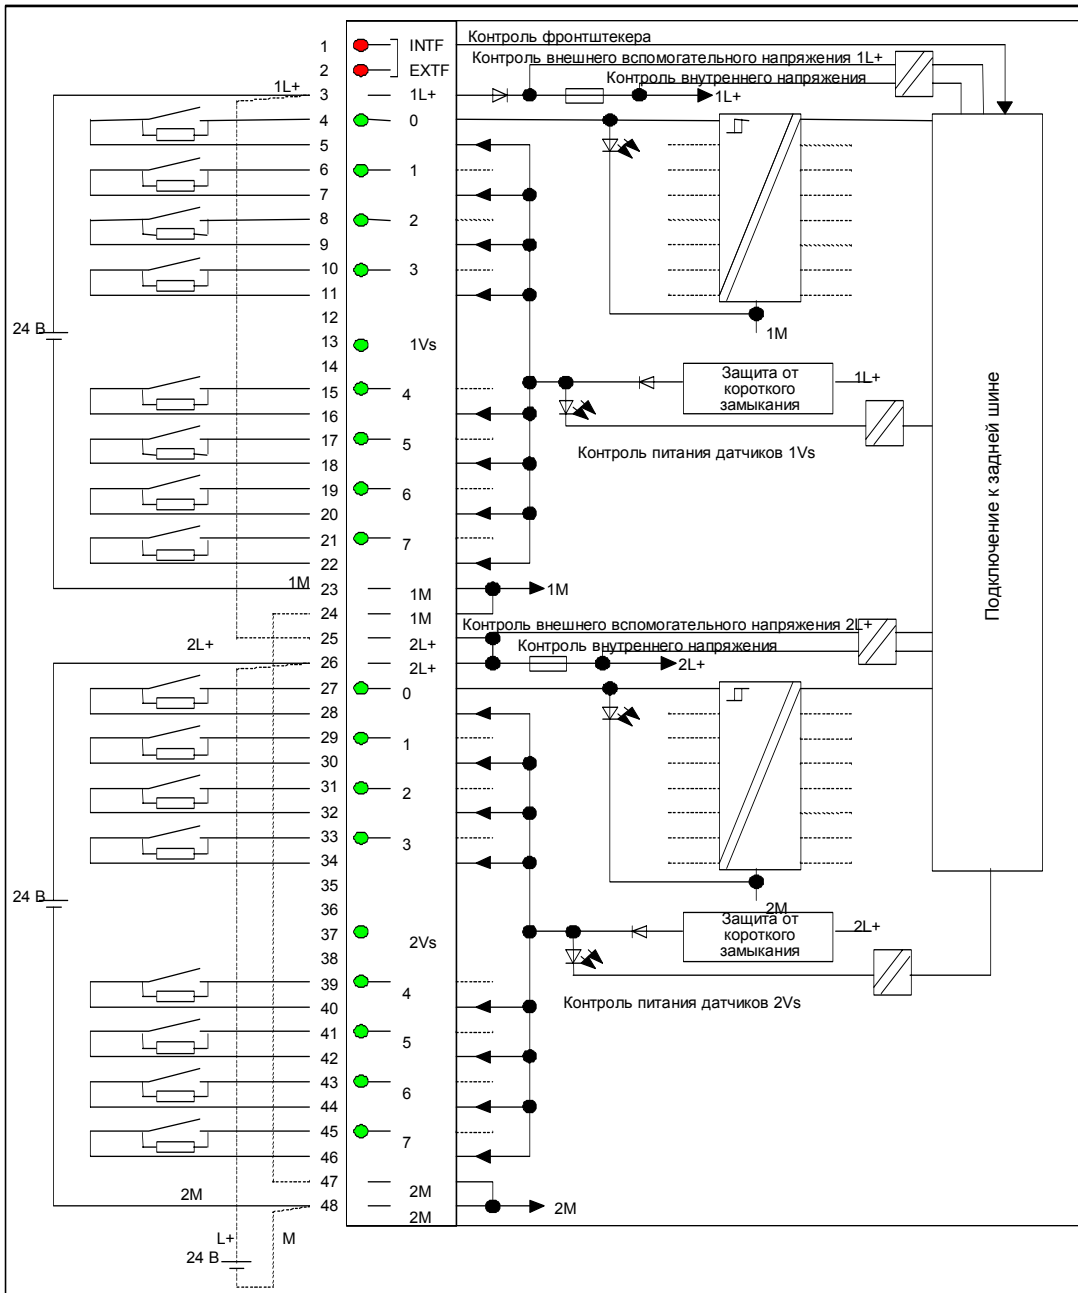 Контроль фронтштекера
1 INTF
Контроль внешнего вспомогательного напряжения 1L+
2 EXTF
Контроль внутреннего напряжения
1L+ 3 1L+ 1L+
4 0
5
6 1
7
8 2
9
10 3
11
12
24 В
1M
13 1Vs
14
Защита от короткого замыкания
1L+
15 4
16
17 5
Контроль питания датчиков 1Vs
18
19 6
20
21 7
22
1M 23 1M 1M
24 1M
Контроль внешнего вспомогательного напряжения 2L+
25 2L+
Контроль внутреннего напряжения
2L+
26 2L+ 2L+
27 0
28
29 1
30
31 2
32
33 3
34
35
24 В
36
2M
37 2Vs
Защита от короткого замыкания
2L+
38
39 4
Контроль питания датчиков 2Vs
40
41 5
42
43 6
44
45 7
46
47 2M
2M 48 2M 2M
L+ M
24 В
Подключение к задней шине